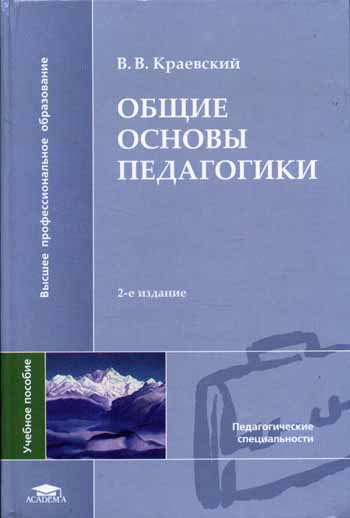 В. В. Краевский
ОБЩИЕ
ОСНОВЫ
ПЕДАГОГИКИ
2-е издание
Высшее профессиональное образование
Учебное пособие
Педагогические
специальности
ACADEMA